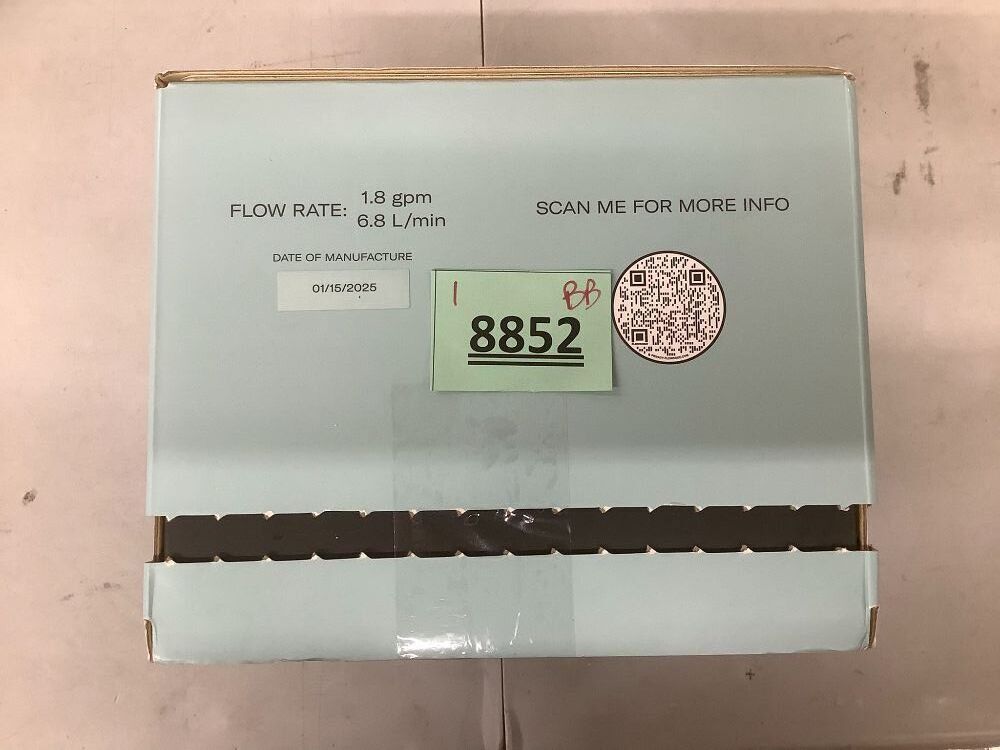 FLOW RATE: 1.8 gpm
6.8 L/min
SCAN ME FOR MORE INFO
DATE OF MANUFACTURE
01/15/2025
1 BB
8852